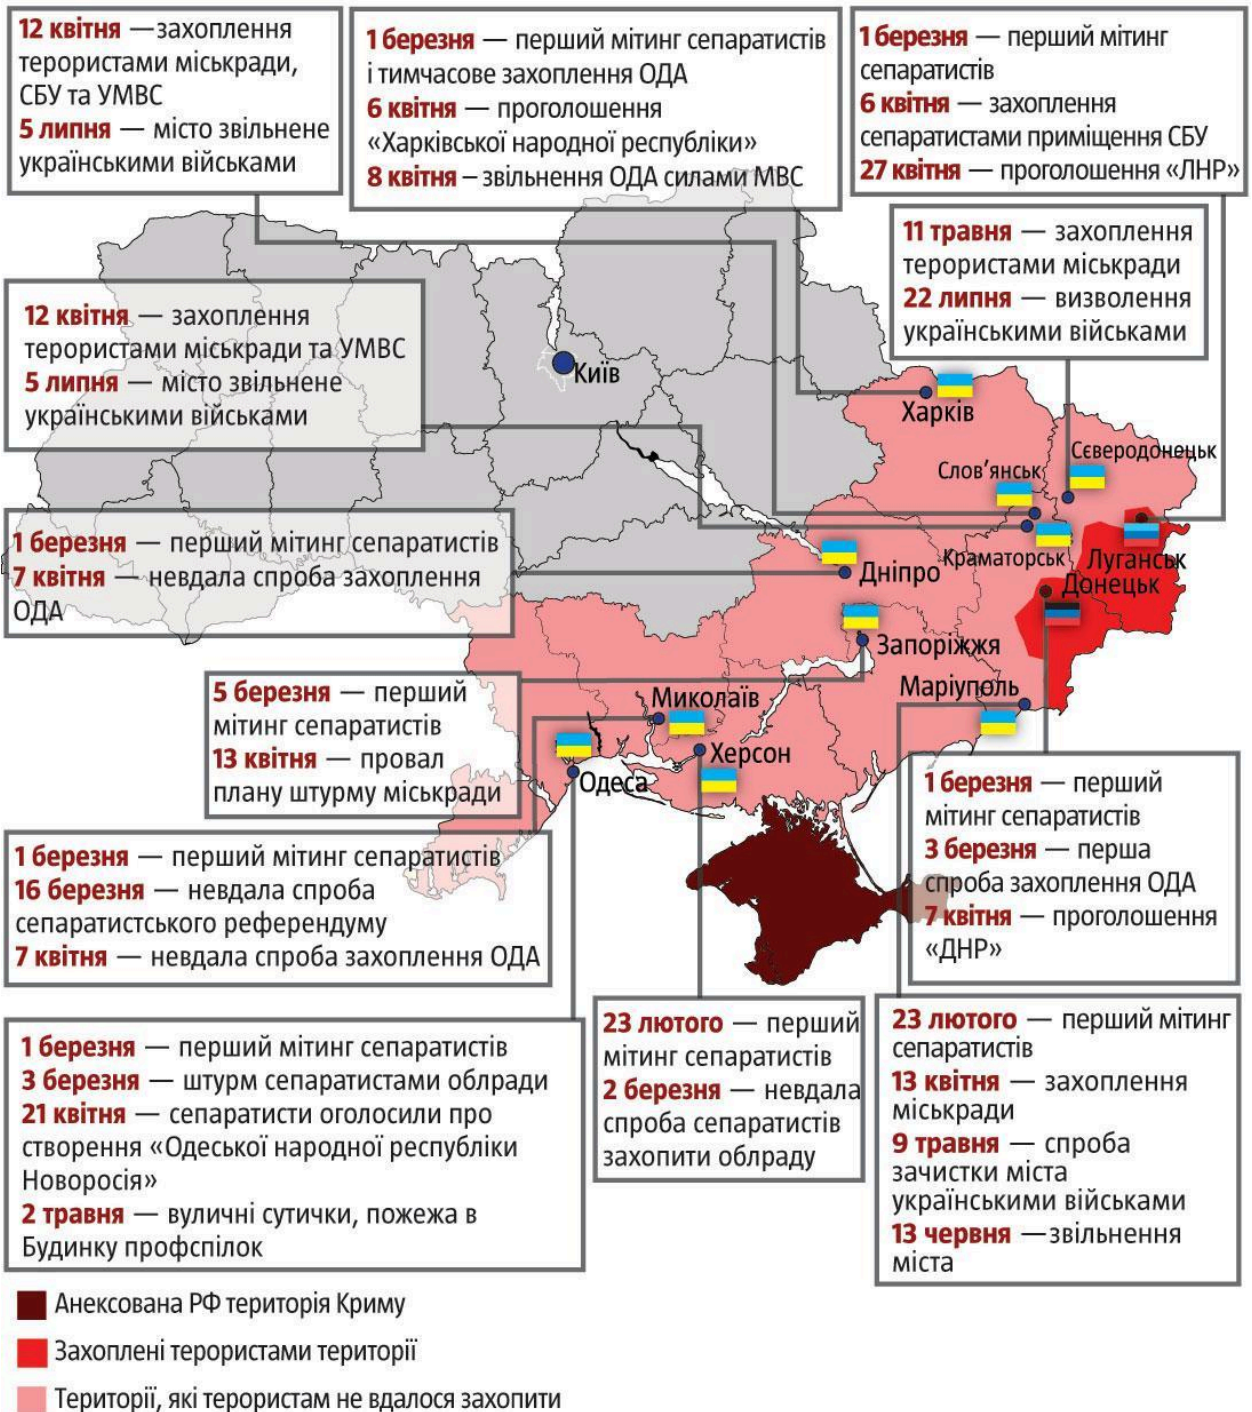 12 квітня —захоплення
терористами міськради,
СБУ та УМВС
5 липня — місто звільнене
українськими військами
1 березня — перший мітинг сепаратистів
і тимчасове захоплення ОДА
6 квітня — проголошення
«Харківської народної республіки»
8 квітня – звільнення ОДА силами МВС
1 березня — перший мітинг
сепаратистів
6 квітня — захоплення
сепаратистами приміщення СБУ
27 квітня — проголошення «ЛНР»
11 травня — захоплення
терористами міськради
22 липня — визволення
українськими військами
12 квітня — захоплення
терористами міськради та УМВС
5 липня — місто звільнене
українськими військами
Київ
Харків
Сєверодонецьк
Слов’янськ
Краматорськ
Луганськ
Донецьк
1 березня — перший мітинг сепаратистів
7 квітня — невдала спроба захоплення
ОДА
Дніпро
Запоріжжя
Маріуполь
Миколаїв
Херсон
Одеса
5 березня — перший
мітинг сепаратистів
13 квітня — провал
плану штурму міськради
1 березня — перший
мітинг сепаратистів
3 березня — перша
спроба захоплення ОДА
7 квітня — проголошення
«ДНР»
1 березня — перший мітинг сепаратистів
16 березня — невдала спроба
сепаратистського референдуму
7 квітня — невдала спроба захоплення ОДА
1 березня — перший мітинг сепаратистів
3 березня — штурм сепаратистами облради
21 квітня — сепаратисти оголосили про
створення «Одеської народної республіки
Новоросія»
2 травня — вуличні сутички, пожежа в
Будинку профспілок
23 лютого — перший
мітинг сепаратистів
2 березня — невдала
спроба сепаратистів
захопити облраду
23 лютого — перший мітинг
сепаратистів
13 квітня — захоплення
міськради
9 травня — спроба
зачистки міста
українськими військами
13 червня —звільнення
міста
Анексована РФ територія Криму
Захоплені терористами території
Території, які терористам не вдалося захопити